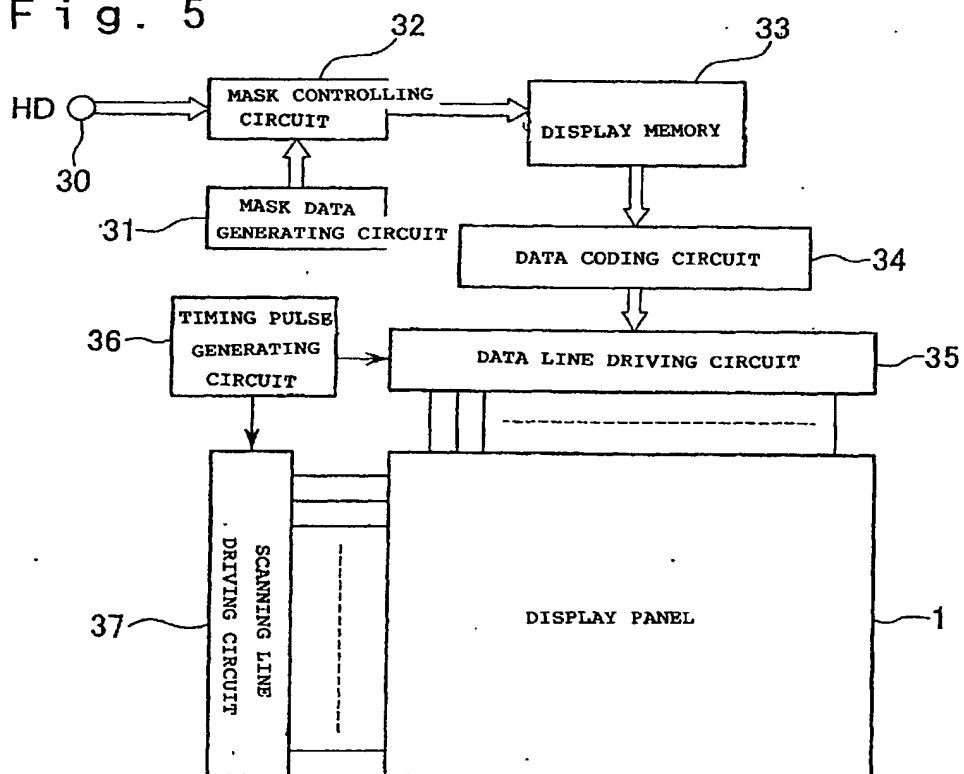 Fig. 5
32
33
HD
MASK CONTROLLING
CIRCUIT
DISPLAY MEMORY
30
MASK DATA
GENERATING CIRCUIT
31
DATA CODING CIRCUIT
34
TIMING PULSE
GENERATING
CIRCUIT
36
DATA LINE DRIVING CIRCUIT
35
SCANNING LINE
DRIVING CIRCUIT
37
DISPLAY PANEL
1